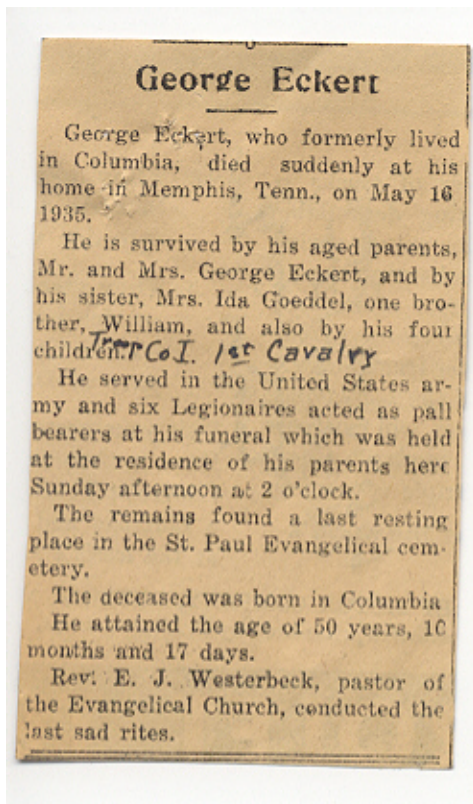 George Eckert
George Eckert, who formerly lived
in Columbia, died suddenly at his
home in Memphis, Tenn., on May 16
1935.
He is survived by his aged parents,
Mr. and Mrs. George Eckert, and by
his sister, Mrs. Ida Goeddel, one bro-
ther, William, and also by his four
children. Co I. 1st Cavalry
He served in the United States ar-
my and six Legionaires acted as pall
bearers at his funeral which was held
at the residence of his parents here
Sunday afternoon at 2 o'clock.
The remains found a last resting
place in the St. Paul Evangelical cem-
etery.
The deceased was born in Columbia
He attained the age of 50 years, 10
months and 17 days.
Rev. E. J. Westerbeck, pastor of
the Evangelical Church, conducted the
last sad rites.